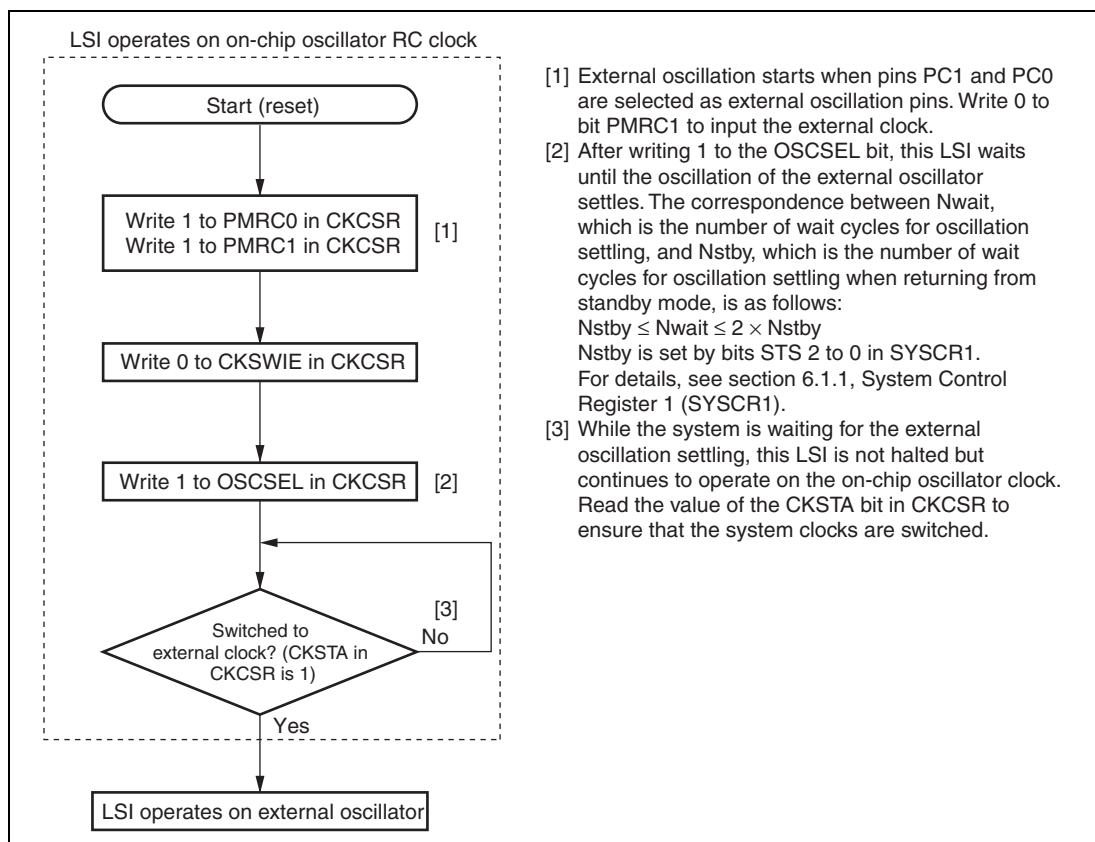 LSI operates on on-chip oscillator RC clock
Start (reset)
Write 1 to PMRC0 in CKCSR
Write 1 to PMRC1 in CKCSR
[1]
Write 0 to CKSWIE in CKCSR
Write 1 to OSCSEL in CKCSR
[2]
[3]
Switched to
external clock? (CKSTA in
CKCSR is 1)
No
Yes
LSI operates on external oscillator
[1] External oscillation starts when pins PC1 and PC0
are selected as external oscillation pins. Write 0 to
bit PMRC1 to input the external clock.
[2] After writing 1 to the OSCSEL bit, this LSI waits
until the oscillation of the external oscillator
settles. The correspondence between Nwait,
which is the number of wait cycles for oscillation
settling, and Nstby, which is the number of wait
cycles for oscillation settling when returning from
standby mode, is as follows:
Nstby ≤ Nwait ≤ 2 × Nstby
Nstby is set by bits STS 2 to 0 in SYSCR1.
For details, see section 6.1.1, System Control
Register 1 (SYSCR1).
[3] While the system is waiting for the external
oscillation settling, this LSI is not halted but
continues to operate on the on-chip oscillator clock.
Read the value of the CKSTA bit in CKCSR to
ensure that the system clocks are switched.